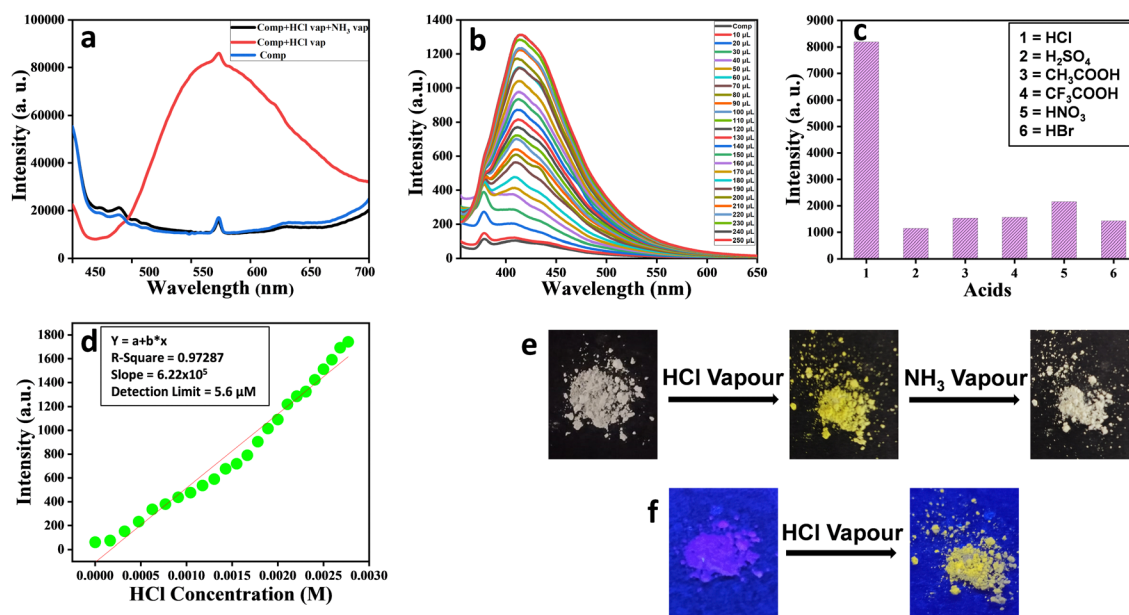 a
Comp+HCl vap+NH₃ vap
Comp+HCl vap
Comp
Intensity (a. u.)
100000
80000
60000
40000
20000
0
450 500 550 600 650 700
Wavelength (nm)
b
Intensity (a.u.)
1400
1200
1000
800
600
400
200
0
400 450 500 550 600 650
Wavelength (nm)
Comp
10 µL
20 µL
30 µL
40 µL
50 µL
60 µL
70 µL
80 µL
90 µL
100 µL
110 µL
120 µL
130 µL
140 µL
150 µL
160 µL
170 µL
180 µL
190 µL
200 µL
210 µL
220 µL
230 µL
240 µL
250 µL
c
1 = HCl
2 = H₂SO₄
3 = CH₃COOH
4 = CF₃COOH
5 = HNO₃
6 = HBr
Intensity (a. u.)
9000
8000
7000
6000
5000
4000
3000
2000
1000
0
1 2 3 4 5 6
Acids
d
Y = a+b*x
R-Square = 0.97287
Slope = 6.22x10⁵
Detection Limit = 5.6 µM
Intensity (a.u.)
1800
1600
1400
1200
1000
800
600
400
200
0
0.0000 0.0005 0.0010 0.0015 0.0020 0.0025 0.0030
HCl Concentration (M)
e
HCl Vapour
NH₃ Vapour
f
HCl Vapour